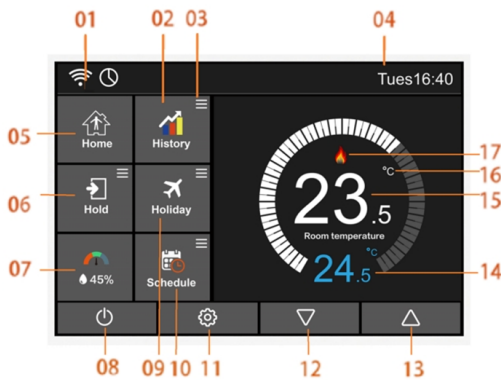 01
02
03
04
Tues16:40
05
Home
History
17
°C
16
23.5
15
06
Hold
Holiday
Room temperature
°C
24.5
14
07
45%
Schedule
08
09
10
11
12
13